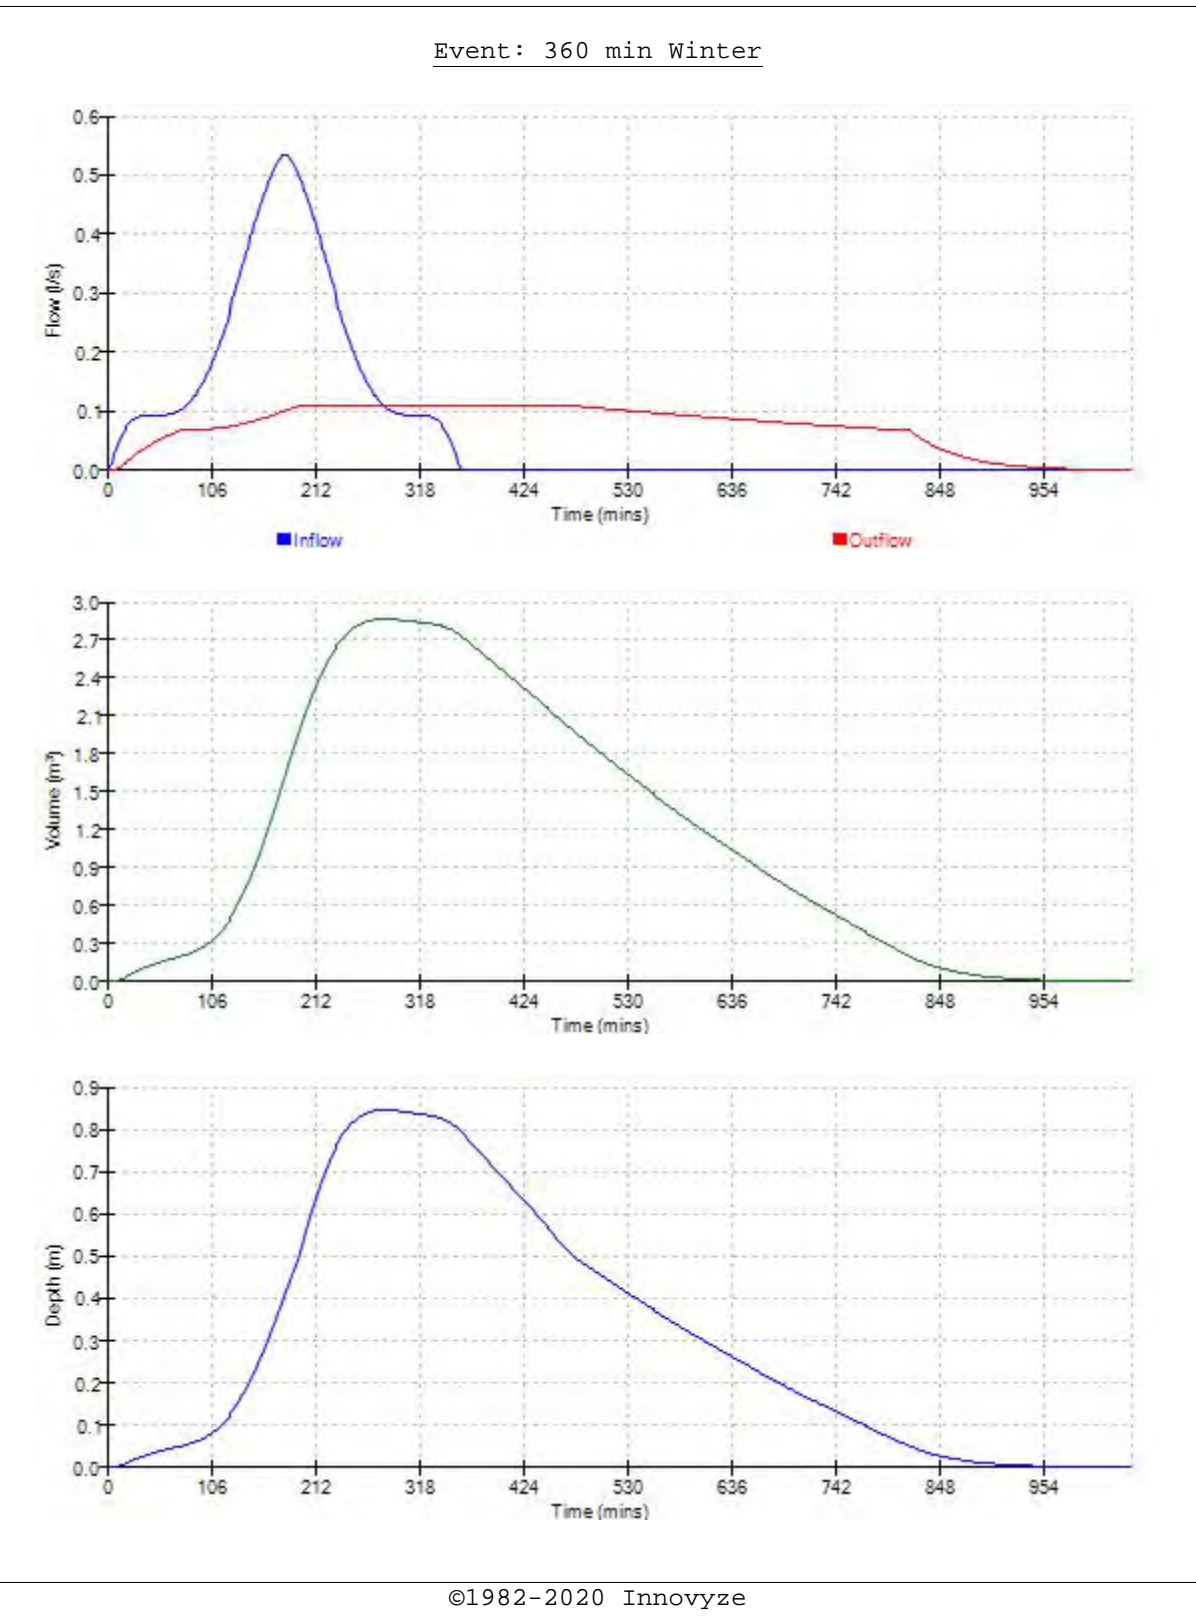 Event: 360 min Winter
0.6
0.5
0.4
0.3
0.2
0.1
0.0
Flow (l/s)
0 106 212 318 424 530 636 742 848 954
Time (mins)
Inflow Outflow
3.0
2.7
2.4
2.1
1.8
1.5
1.2
0.9
0.6
0.3
0.0
Volume (m³)
0 106 212 318 424 530 636 742 848 954
Time (mins)
0.9
0.8
0.7
0.6
0.5
0.4
0.3
0.2
0.1
0.0
Depth (m)
0 106 212 318 424 530 636 742 848 954
Time (mins)
©1982-2020 Innovyze